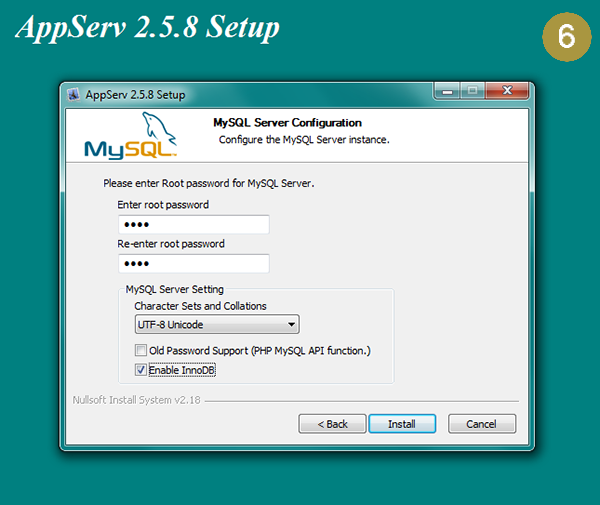 AppServ 2.5.8 Setup
6
AppServ 2.5.8 Setup
MySQL Server Configuration
Configure the MySQL Server instance.
MySQL
Please enter Root password for MySQL Server.
Enter root password
••••
Re-enter root password
••••
MySQL Server Setting
Character Sets and Collations
UTF-8 Unicode
Old Password Support (PHP MySQL API function.)
Enable InnoDB
Nullsoft Install System v2.18
< Back Install Cancel